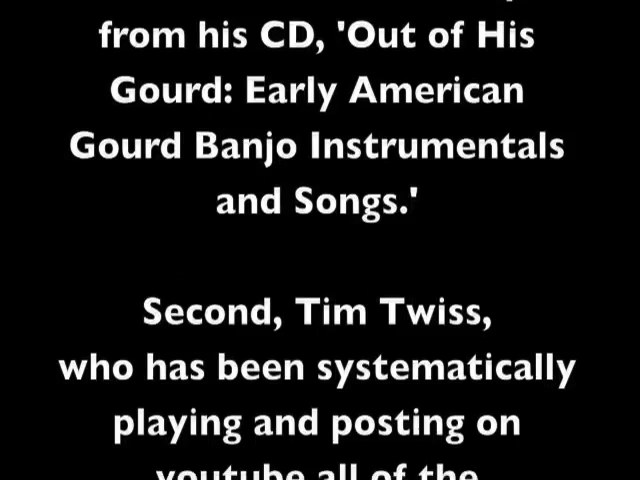 from his CD, 'Out of His
Gourd: Early American
Gourd Banjo Instrumentals
and Songs.'
Second, Tim Twiss,
who has been systematically
playing and posting on
youtube all of the